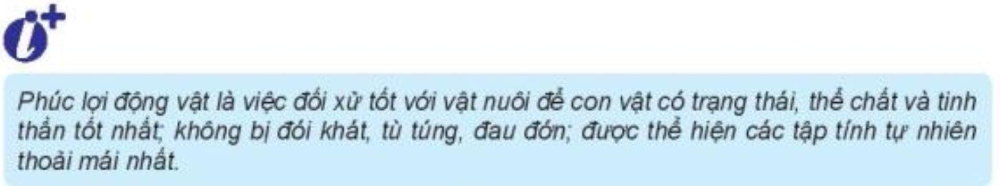 i+
Phúc lợi động vật là việc đối xử tốt với vật nuôi để con vật có trạng thái, thể chất và tinh
thần tốt nhất; không bị đói khát, tù túng, đau đớn; được thể hiện các tập tính tự nhiên
thoải mái nhất.